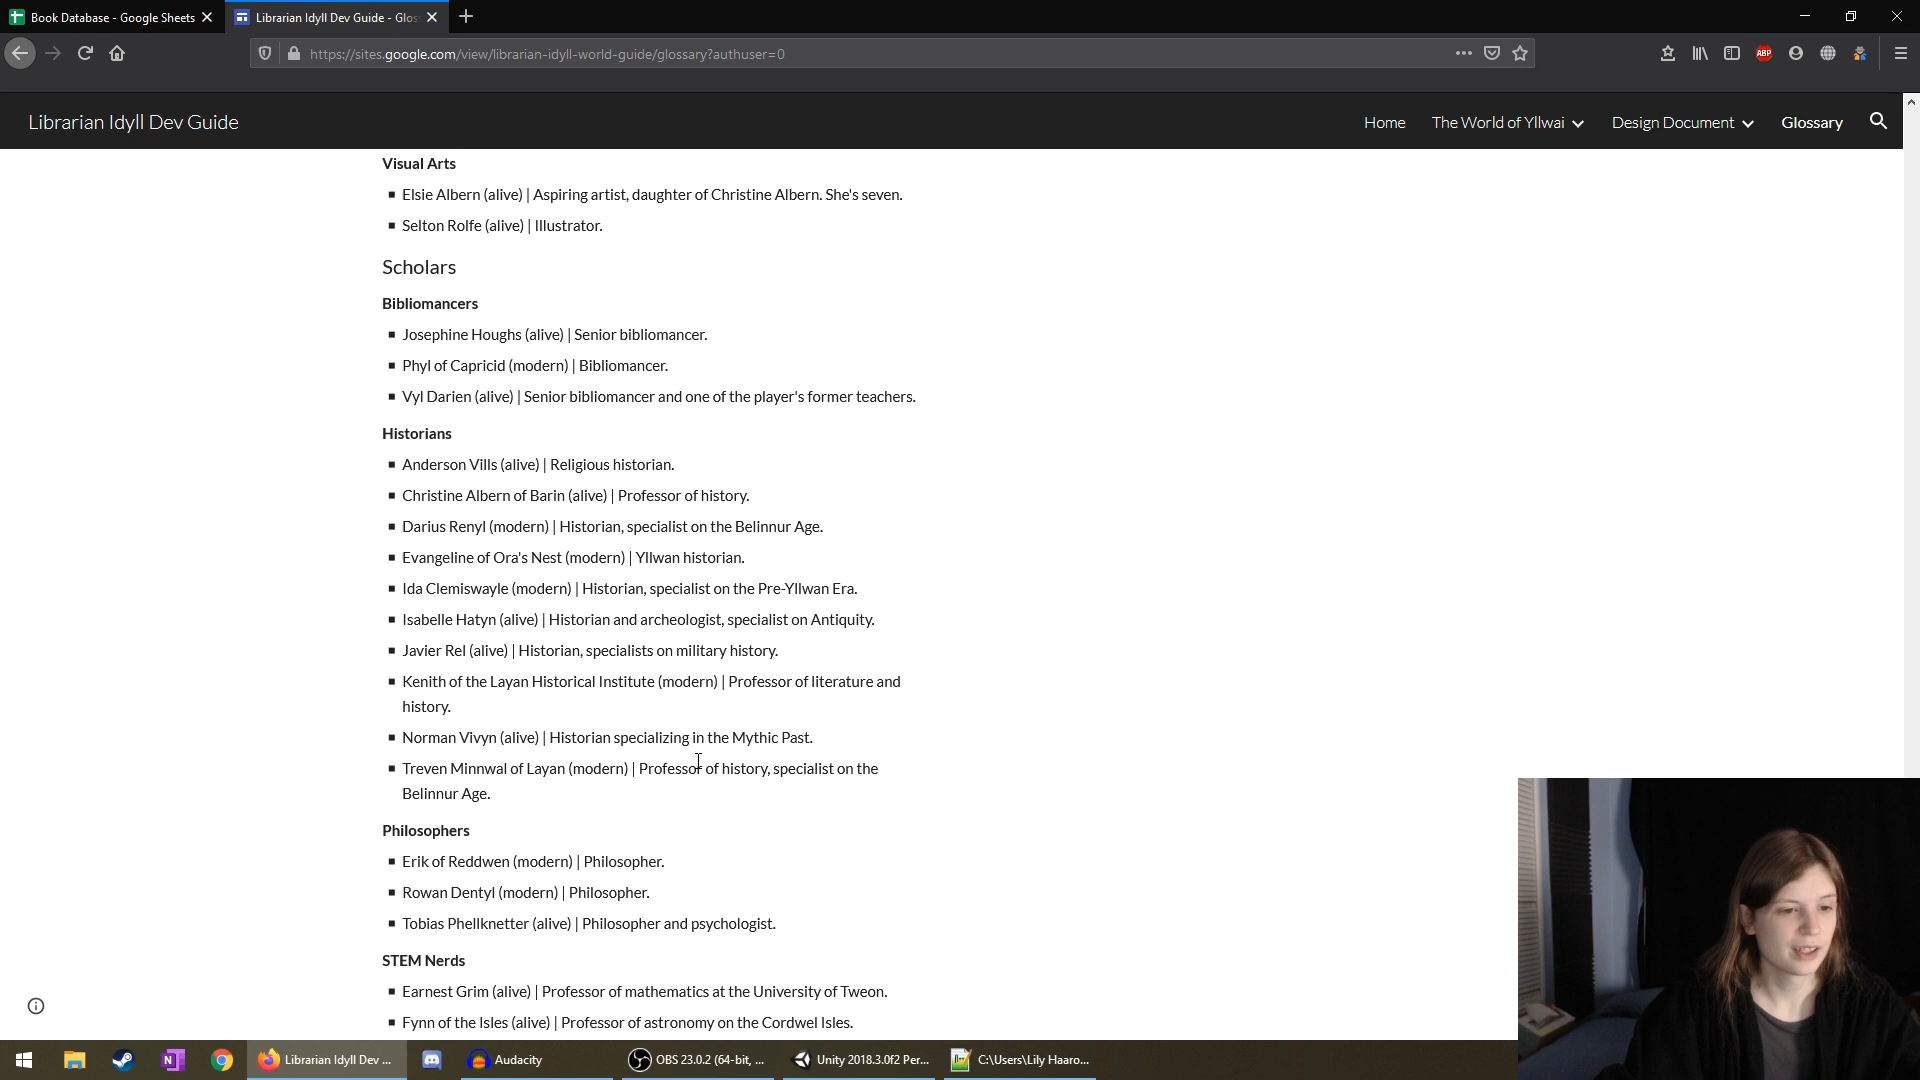 Book Database - Google Sheets
Librarian Idyll Dev Guide - Glos
https://sites.google.com/view/librarian-idyll-world-guide/glossary?authuser=0
ABP
Librarian Idyll Dev Guide
Home
The World of Yllwai
Design Document
Glossary
Visual Arts
Elsie Albern (alive) | Aspiring artist, daughter of Christine Albern. She's seven.
Selton Rolfe (alive) | Illustrator.
Scholars
Bibliomancers
Josephine Houghs (alive) | Senior bibliomancer.
Phyl of Capricid (modern) | Bibliomancer.
Vyl Darien (alive) | Senior bibliomancer and one of the player's former teachers.
Historians
Anderson Vills (alive) | Religious historian.
Christine Albern of Barin (alive) | Professor of history.
Darius Renyl (modern) | Historian, specialist on the Belinnur Age.
Evangeline of Ora's Nest (modern) | Yllwan historian.
Ida Clemiswayle (modern) | Historian, specialist on the Pre-Yllwan Era.
Isabelle Hatyn (alive) | Historian and archeologist, specialist on Antiquity.
Javier Rel (alive) | Historian, specialists on military history.
Kenith of the Layan Historical Institute (modern) | Professor of literature and
history.
Norman Vivyn (alive) | Historian specializing in the Mythic Past.
Treven Minnwal of Layan (modern) | Professor of history, specialist on the
Belinnur Age.
Philosophers
Erik of Reddwen (modern) | Philosopher.
Rowan Dentyl (modern) | Philosopher.
Tobias Phellknetter (alive) | Philosopher and psychologist.
STEM Nerds
Earnest Grim (alive) | Professor of mathematics at the University of Tweon.
Fynn of the Isles (alive) | Professor of astronomy on the Cordwel Isles.
Librarian Idyll Dev ...
Audacity
OBS 23.0.2 (64-bit, ...
Unity 2018.3.0f2 Per...
C:\Users\Lily Haaro...